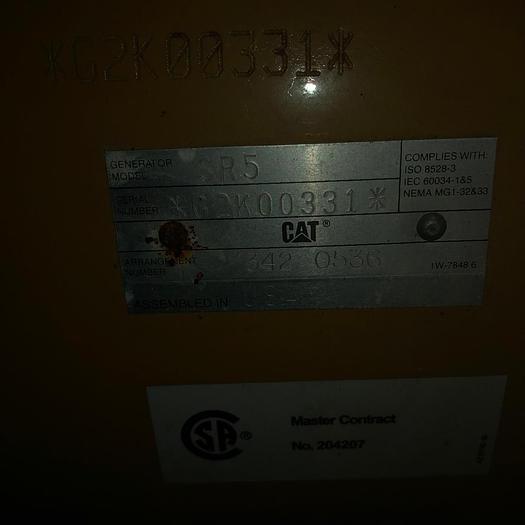 *G2K00331*
GENERATOR
MODEL SR5
SERIAL
NUMBER *G2K00331*
COMPLIES WITH:
ISO 8528-3
IEC 60034-1&5
NEMA MG1-32&33
CAT®
ARRANGEMENT
NUMBER 342 0536
1W-7848 6
ASSEMBLED IN
CSA®
Master Contract
No. 204207